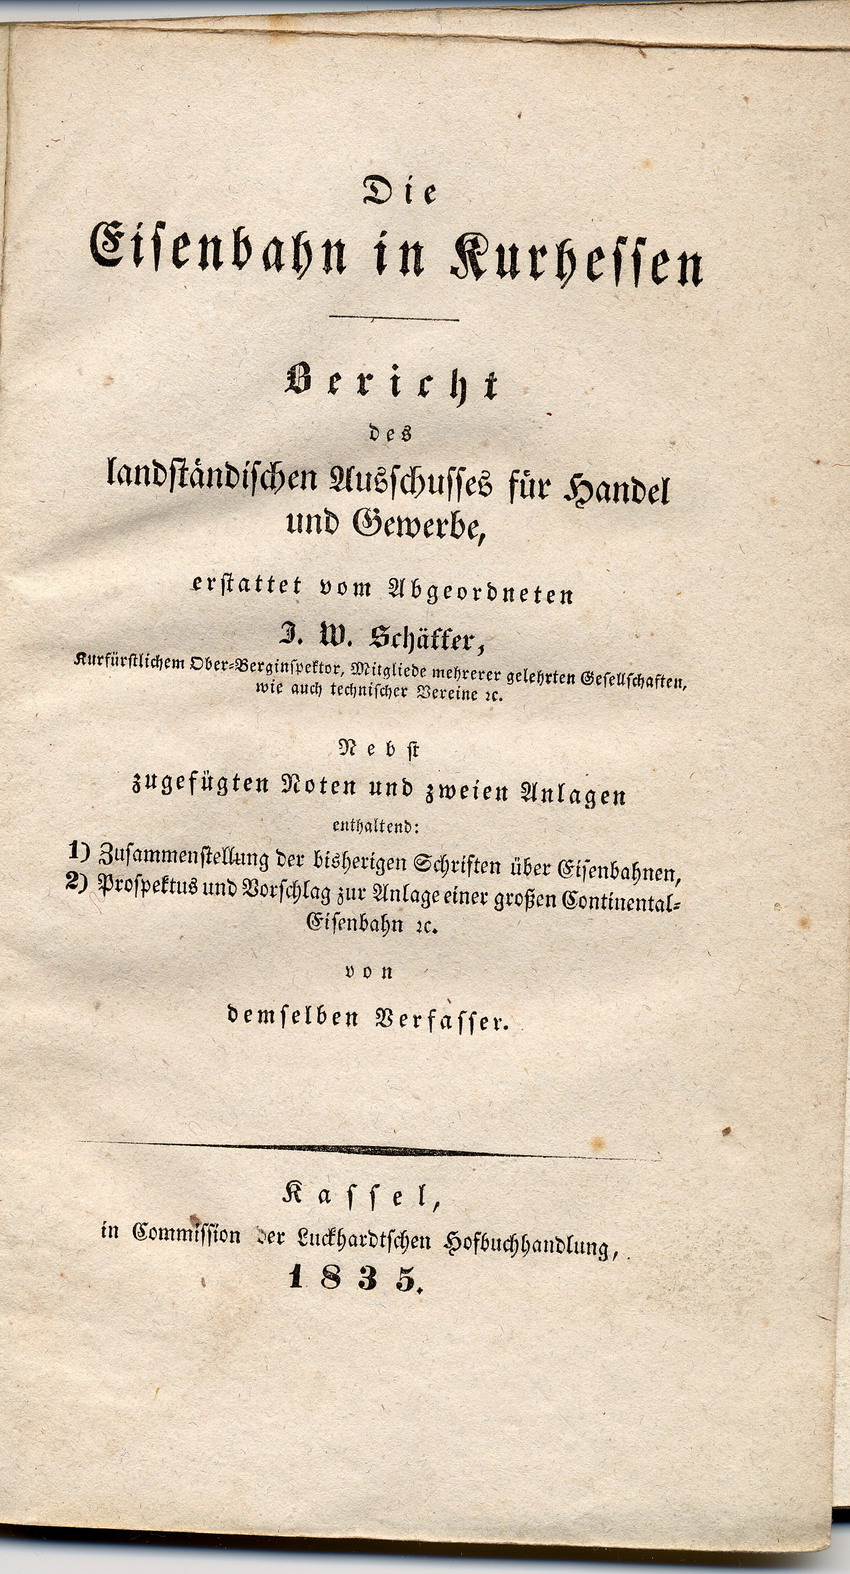 Die
Eisenbahn in Kurhessen
Bericht
des
landständischen Ausschusses für Handel
und Gewerbe,
erstattet vom Abgeordneten
J. W. Schäffer,
Kurfürstlichem Ober-Berginspektor, Mitgliede mehrerer gelehrten Gesellschaften,
wie auch technischer Vereine ꝛc.
Nebst
zugefügten Noten und zweien Anlagen
enthaltend:
1) Zusammenstellung der bisherigen Schriften über Eisenbahnen,
2) Prospektus und Vorschlag zur Anlage einer großen Continental-
Eisenbahn ꝛc.
von
demselben Verfasser.
Kassel,
in Commission der Luckhardtschen Hofbuchhandlung,
1835.